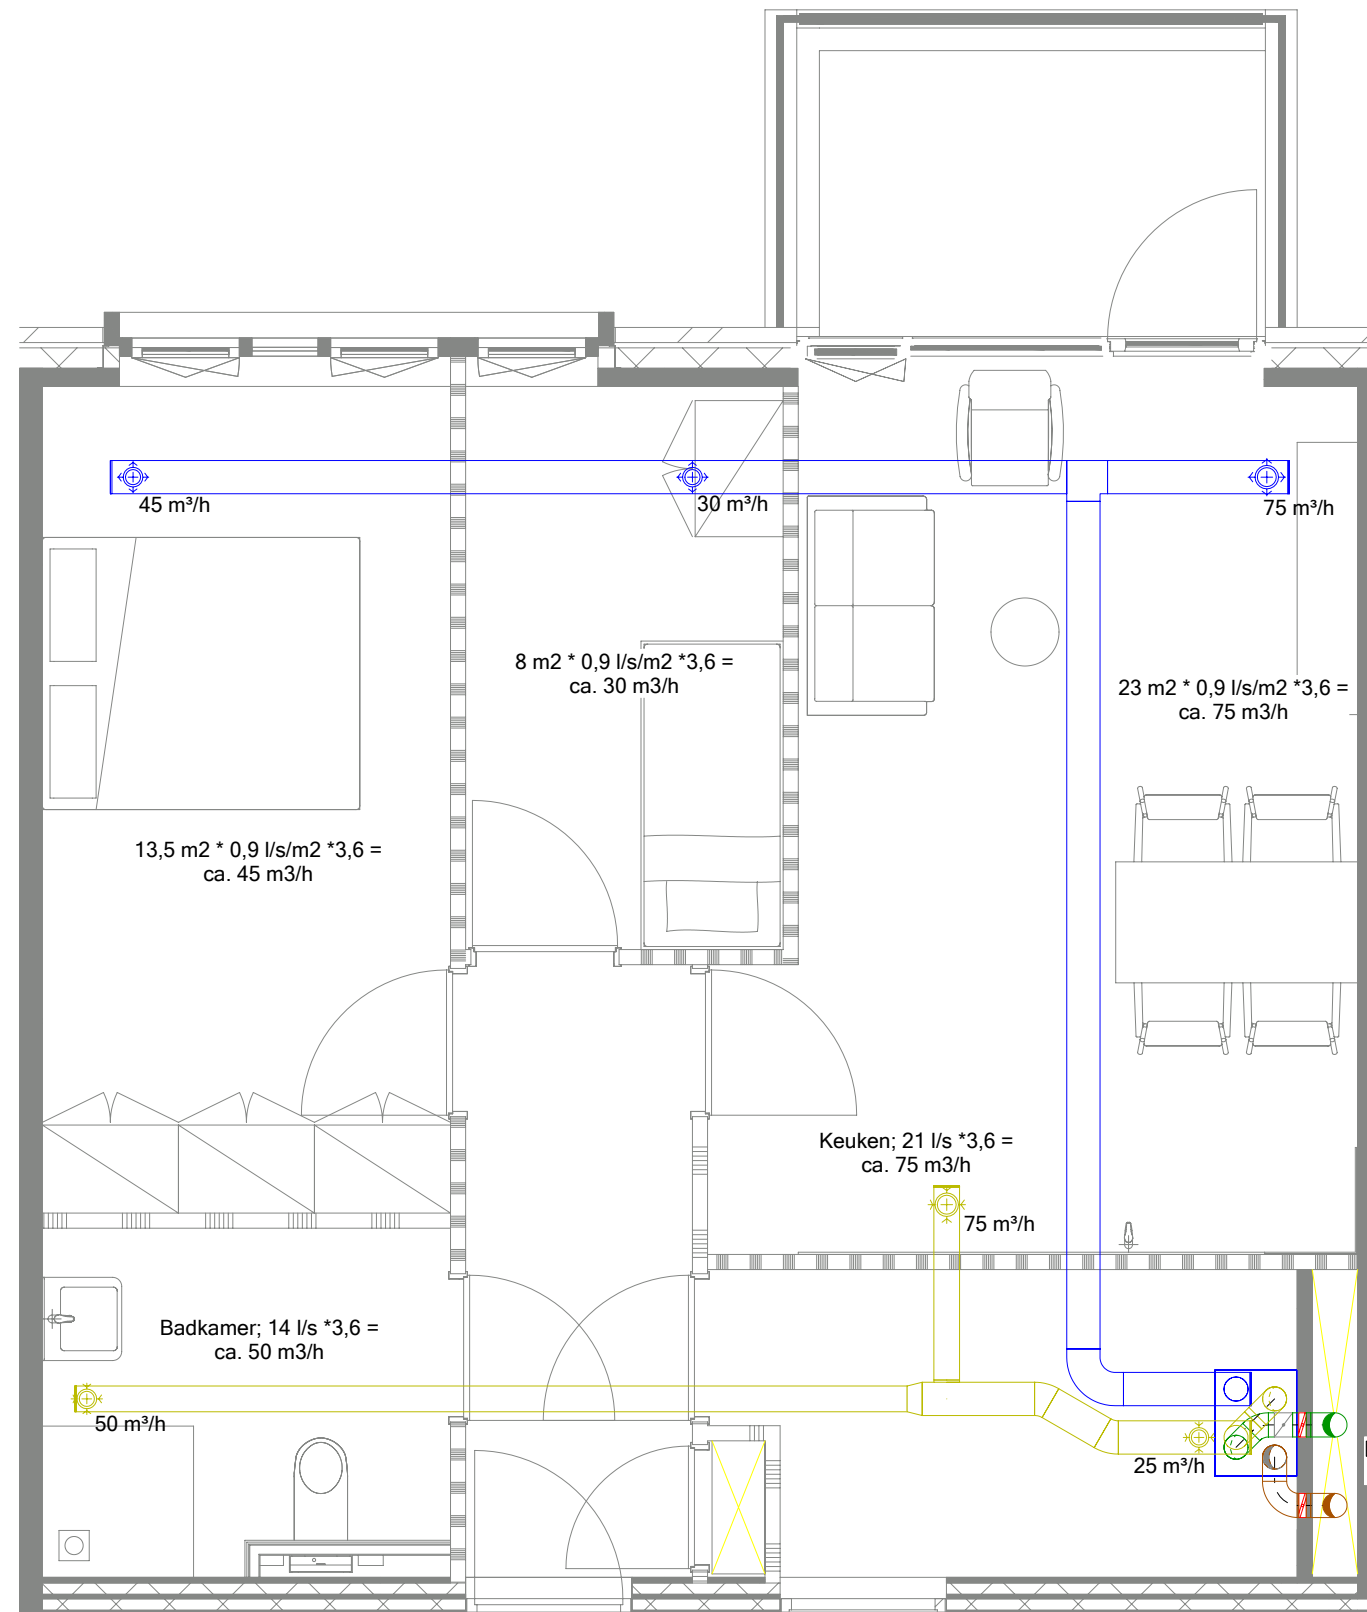 45 m³/h
30 m³/h
75 m³/h
8 m2 * 0,9 l/s/m2 *3,6 =
ca. 30 m3/h
23 m2 * 0,9 l/s/m2 *3,6 =
ca. 75 m3/h
13,5 m2 * 0,9 l/s/m2 *3,6 =
ca. 45 m3/h
Keuken; 21 l/s *3,6 =
ca. 75 m3/h
75 m³/h
Badkamer; 14 l/s *3,6 =
ca. 50 m3/h
50 m³/h
25 m³/h